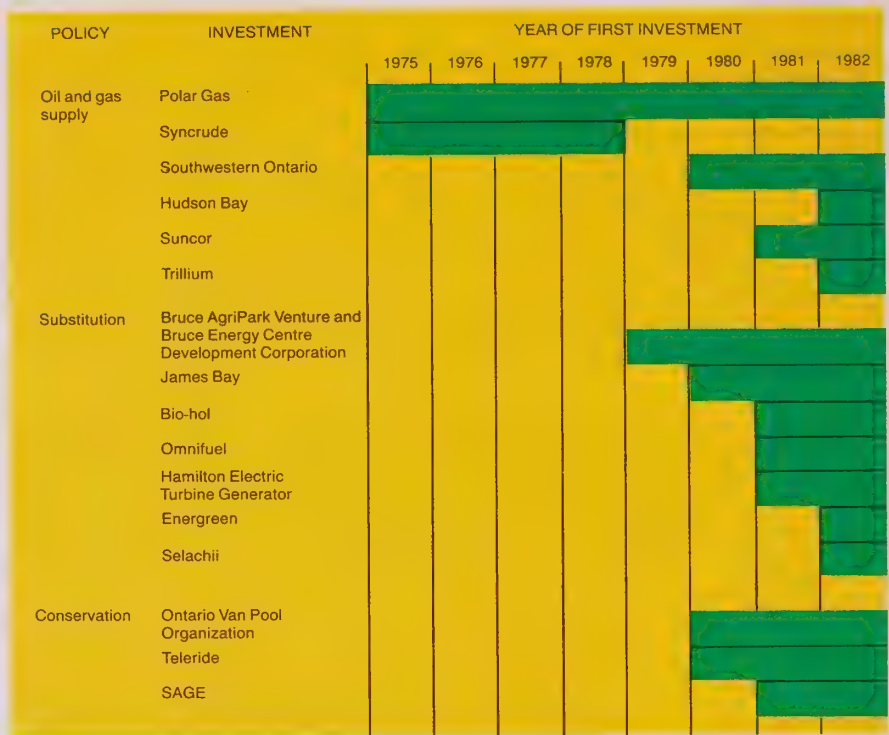 POLICY INVESTMENT YEAR OF FIRST INVESTMENT
1975 1976 1977 1978 1979 1980 1981 1982
Oil and gas
supply
Polar Gas
Syncrude
Southwestern Ontario
Hudson Bay
Suncor
Trillium
Substitution
Bruce AgriPark Venture and
Bruce Energy Centre
Development Corporation
James Bay
Bio-hol
Omnifuel
Hamilton Electric
Turbine Generator
Energreen
Selachii
Conservation
Ontario Van Pool
Organization
Teleride
SAGE